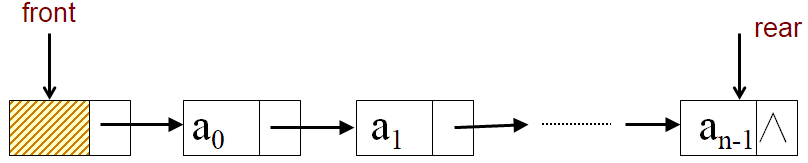 front
rear
a0 a1 an-1 ∧